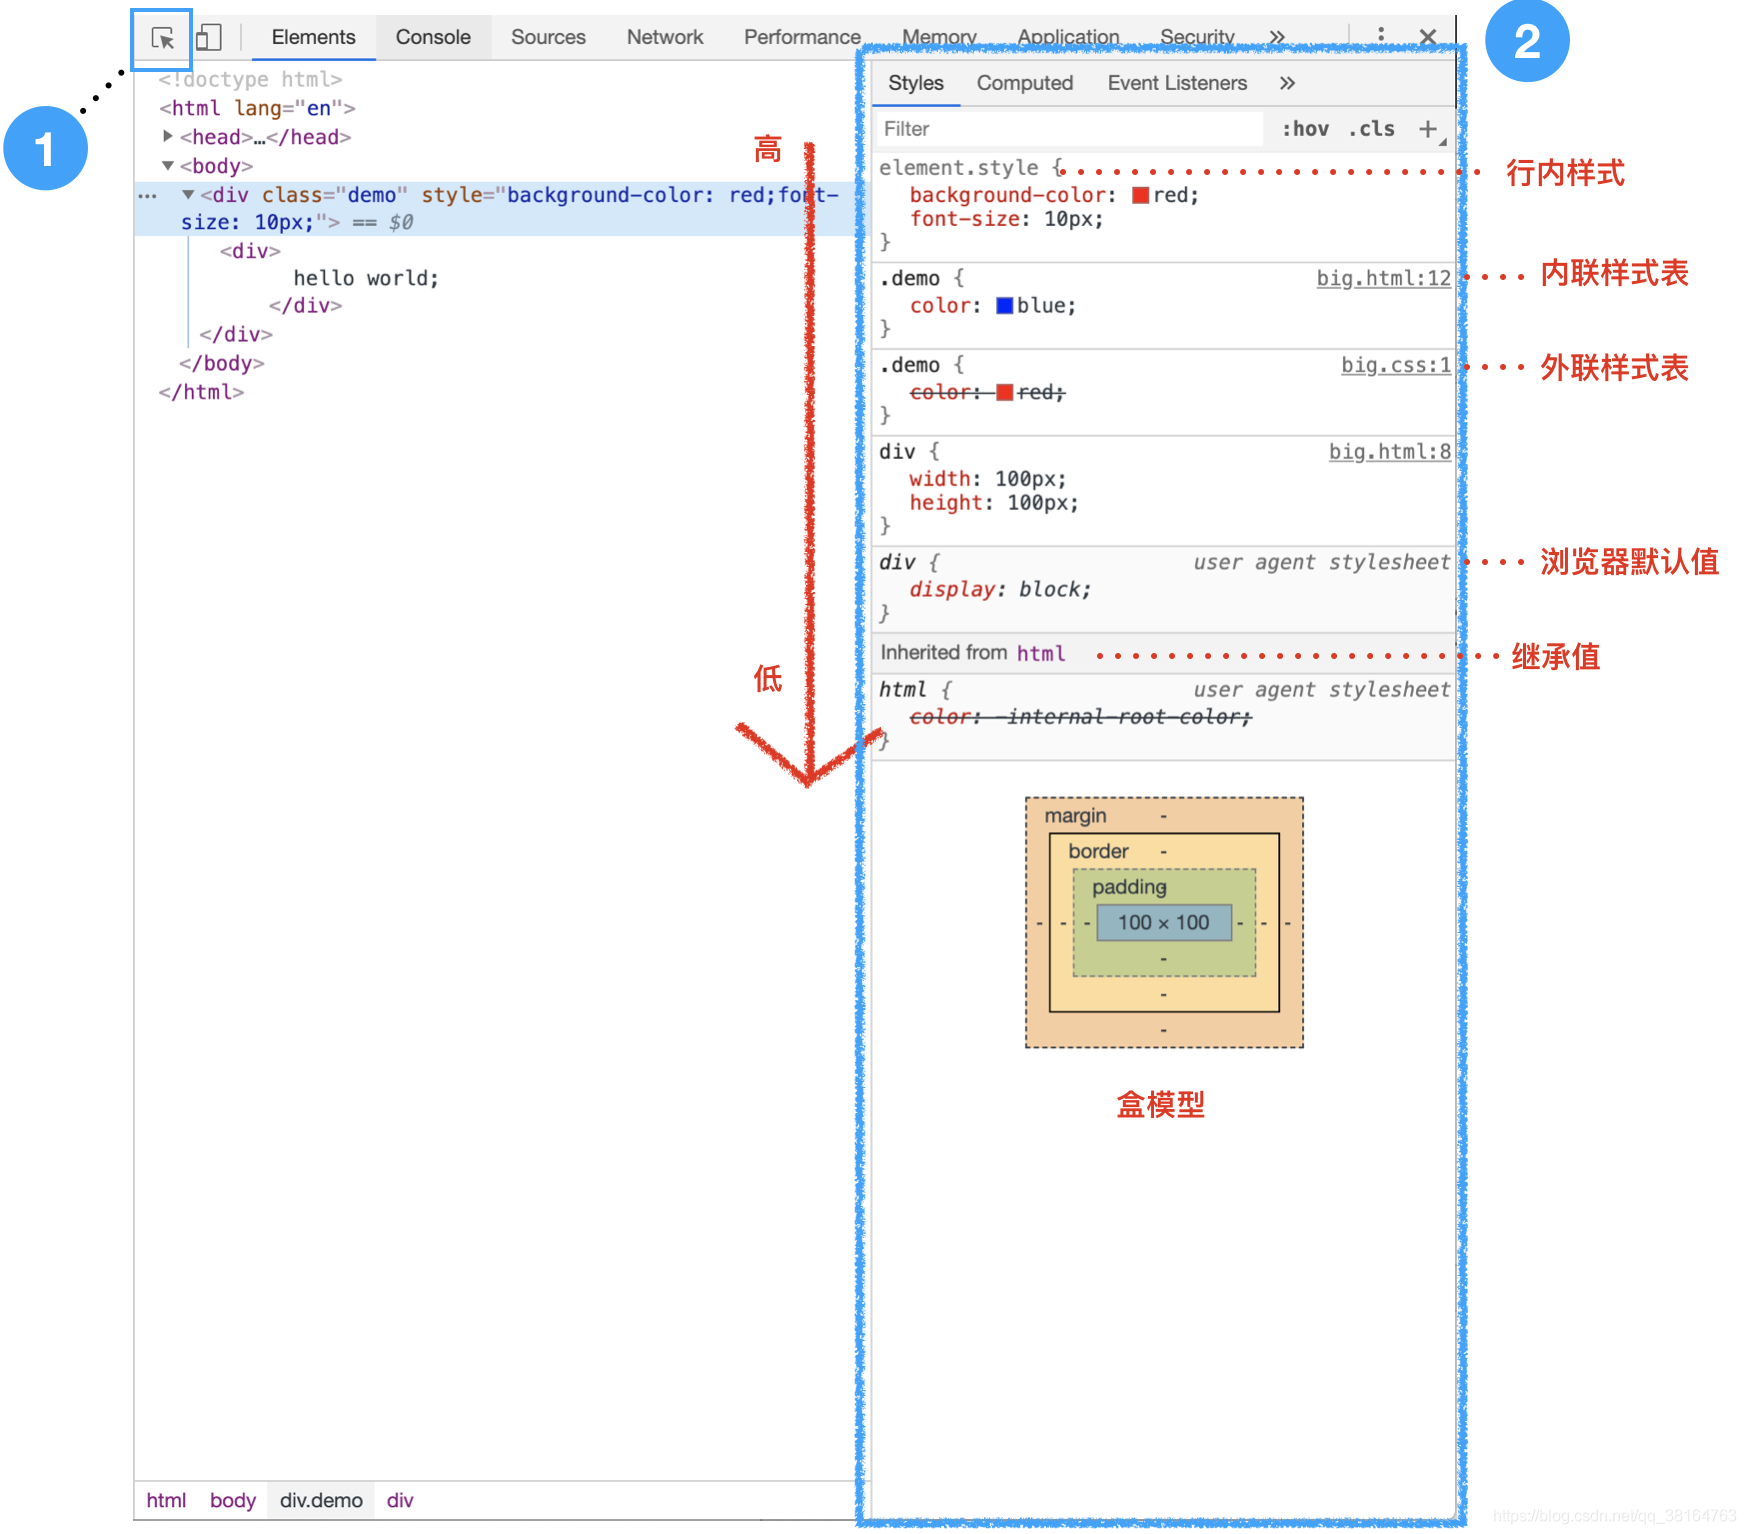 Elements Console Sources Network Performance Memory Application Security »
1
2
<!doctype html>
<html lang="en">
<head>…</head>
<body>
<div class="demo" style="background-color: red;font-
size: 10px;"> == $0
<div>
hello world;
</div>
</div>
</body>
</html>
高
低
Styles Computed Event Listeners »
Filter :hov .cls +
element.style {
background-color: red;
font-size: 10px;
}
行内样式
.demo { big.html:12
color: blue;
}
内联样式表
.demo { big.css:1
color: red;
}
外联样式表
div { big.html:8
width: 100px;
height: 100px;
}
div { user agent stylesheet
display: block;
}
浏览器默认值
Inherited from html
继承值
html { user agent stylesheet
color: -internal-root-color;
}
margin -
border -
padding -
- - - 100 × 100 - - -
-
-
-
盒模型
html body div.demo div
https://blog.csdn.net/qq_38164763